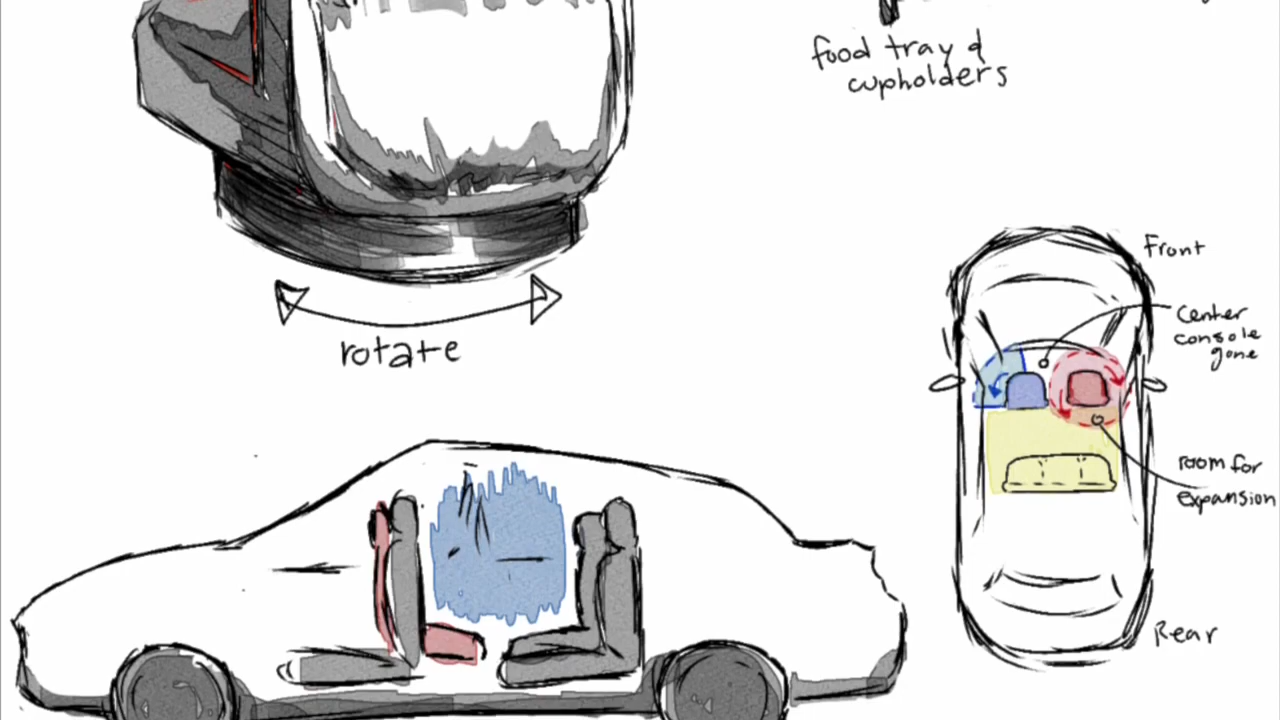 food tray &
cupholders
rotate
Front
center
console
gone
room for
expansion
Rear